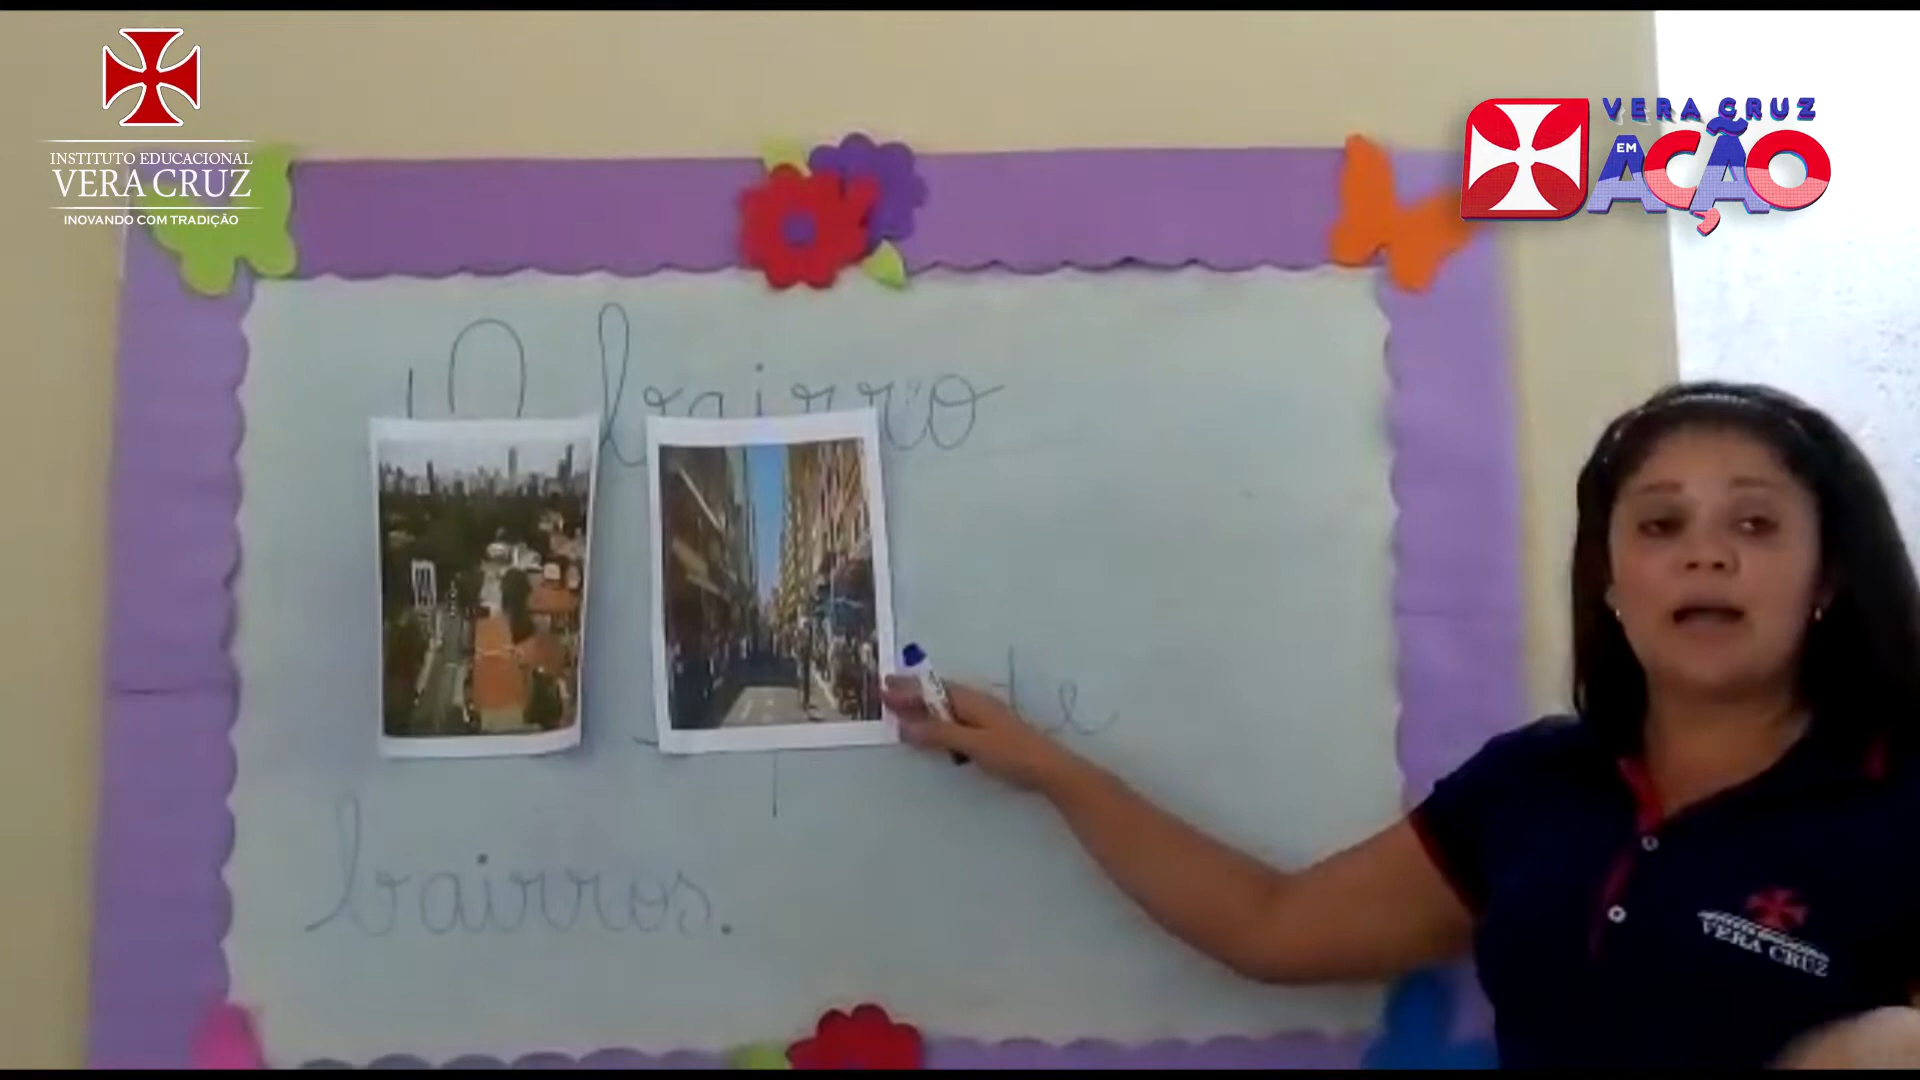 INSTITUTO EDUCACIONAL
VERA CRUZ
INOVANDO COM TRADIÇÃO
VERA CRUZ
EM
AÇÃO
O bairro
bairros.
VERA CRUZ